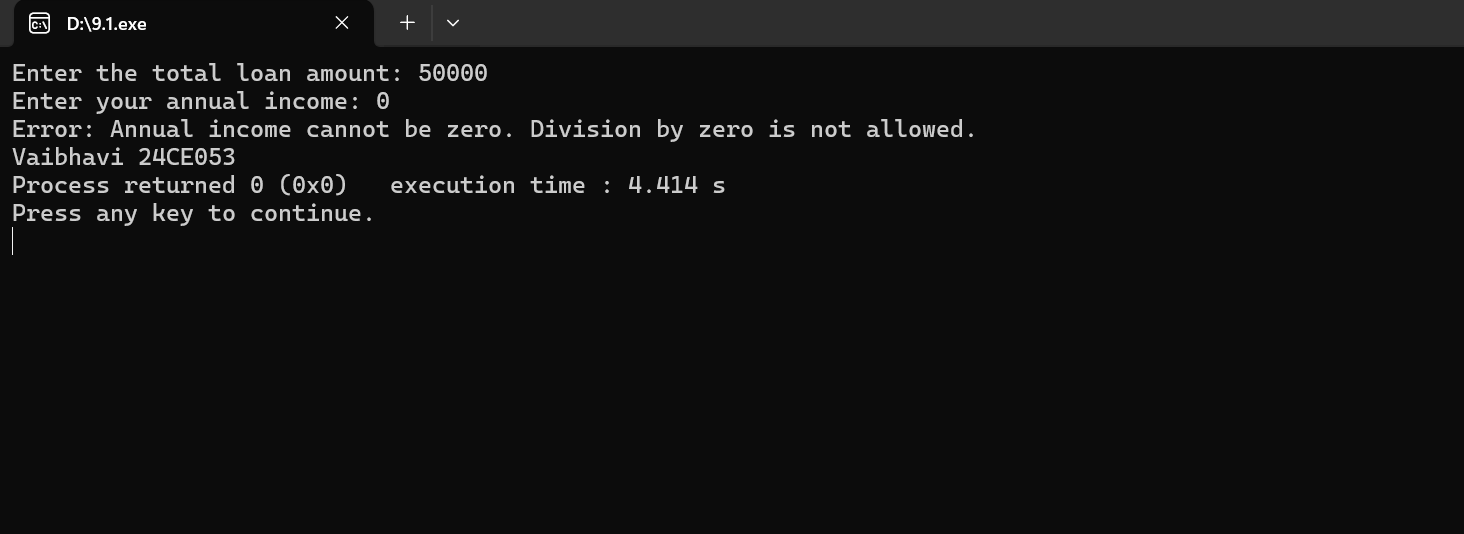 D:\9.1.exe
Enter the total loan amount: 50000
Enter your annual income: 0
Error: Annual income cannot be zero. Division by zero is not allowed.
Vaibhavi 24CE053
Process returned 0 (0x0)   execution time : 4.414 s
Press any key to continue.